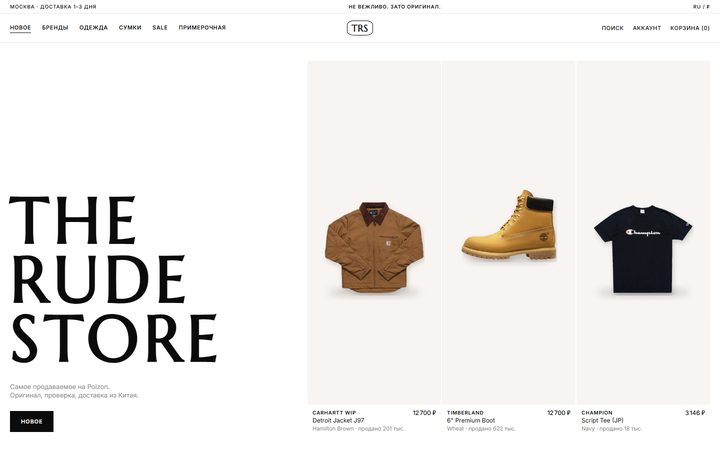 МОСКВА · ДОСТАВКА 1–3 ДНЯ
НЕ ВЕЖЛИВО. ЗАТО ОРИГИНАЛ.
RU / ₽
НОВОЕ БРЕНДЫ ОДЕЖДА СУМКИ SALE ПРИМЕРОЧНАЯ
TRS
ПОИСК АККАУНТ КОРЗИНА (0)
THE
RUDE
STORE
Самое продаваемое на Poizon.
Оригинал, проверка, доставка из Китая.
НОВОЕ
Champion
CARHARTT WIP 12 700 ₽
Detroit Jacket J97
Hamilton Brown · продано 201 тыс.
TIMBERLAND 12 700 ₽
6" Premium Boot
Wheat · продано 622 тыс.
CHAMPION 3 146 ₽
Script Tee (JP)
Navy · продано 18 тыс.